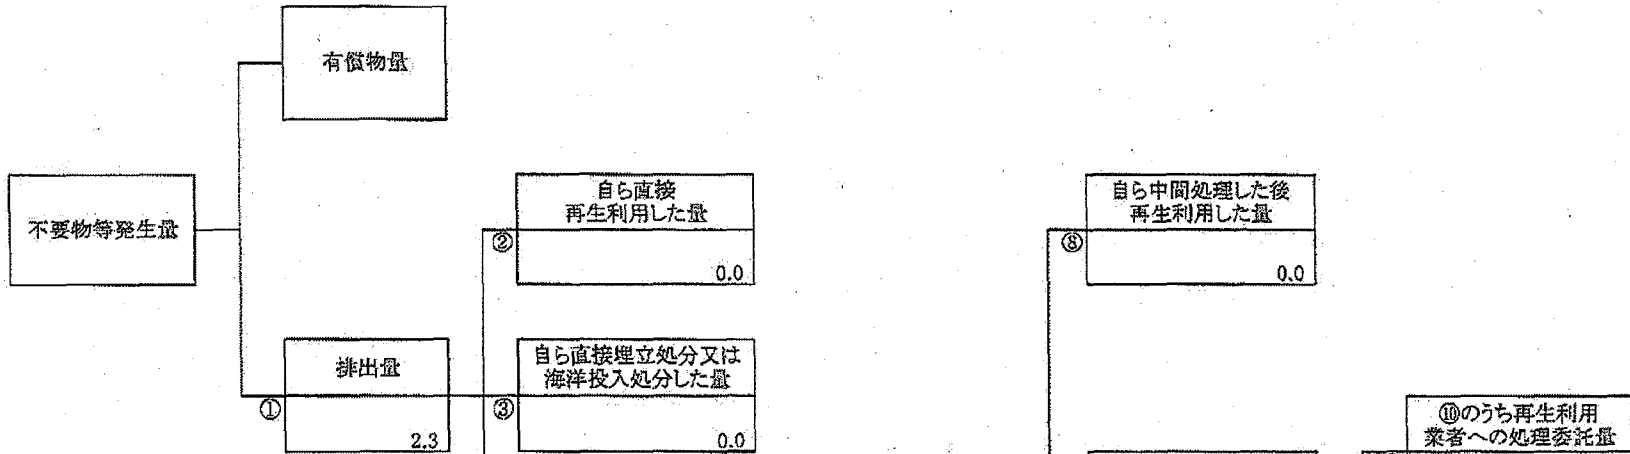 有償物量
不要物等発生量
自ら直接
再生利用した量
②
0.0
自ら中間処理した後
再生利用した量
⑧
0.0
排出量
①
2.3
自ら直接埋立処分又は
海洋投入処分した量
③
0.0
⑩のうち再生利用
業者への処理委託量